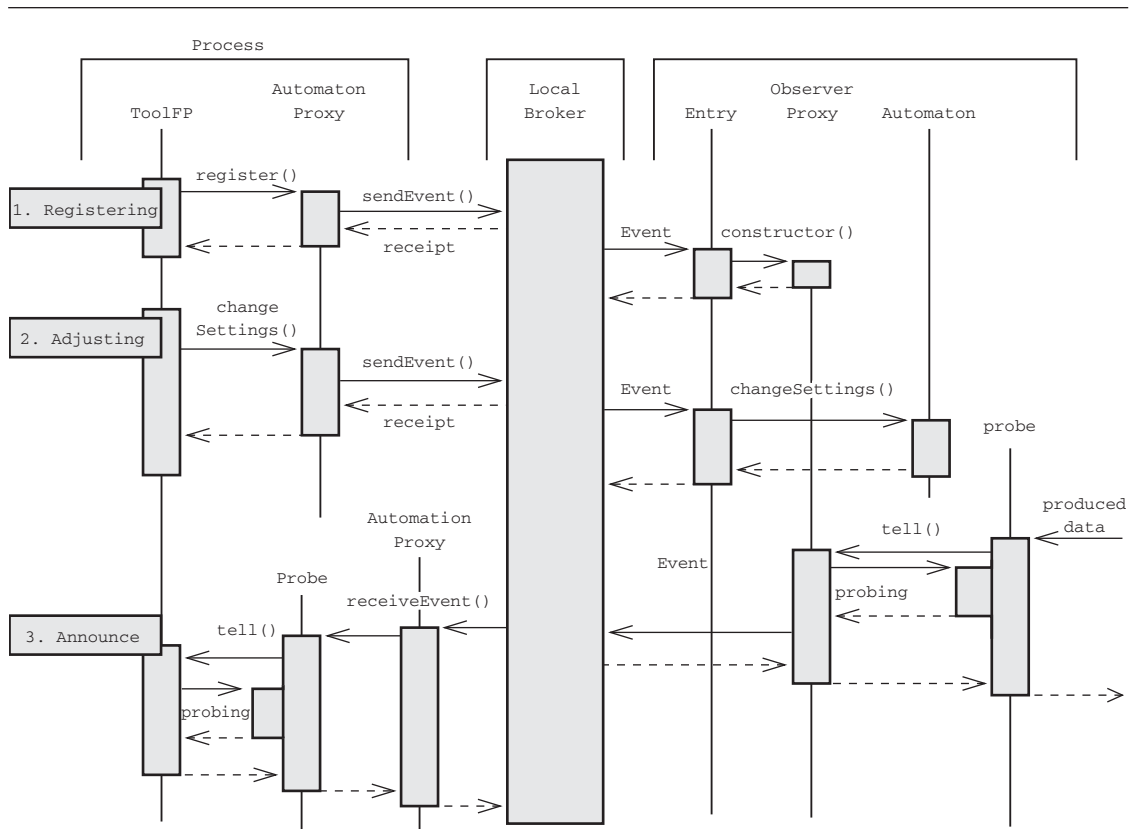 Process
Automaton
Proxy
ToolFP
Local
Broker
Entry
Observer
Proxy
Automaton
register()
1. Registering
sendEvent()
receipt
Event
constructor()
change
Settings()
2. Adjusting
sendEvent()
receipt
Event
changeSettings()
probe
produced
data
tell()
Automation
Proxy
Event
Probe
probing
receiveEvent()
3. Announce
tell()
probing